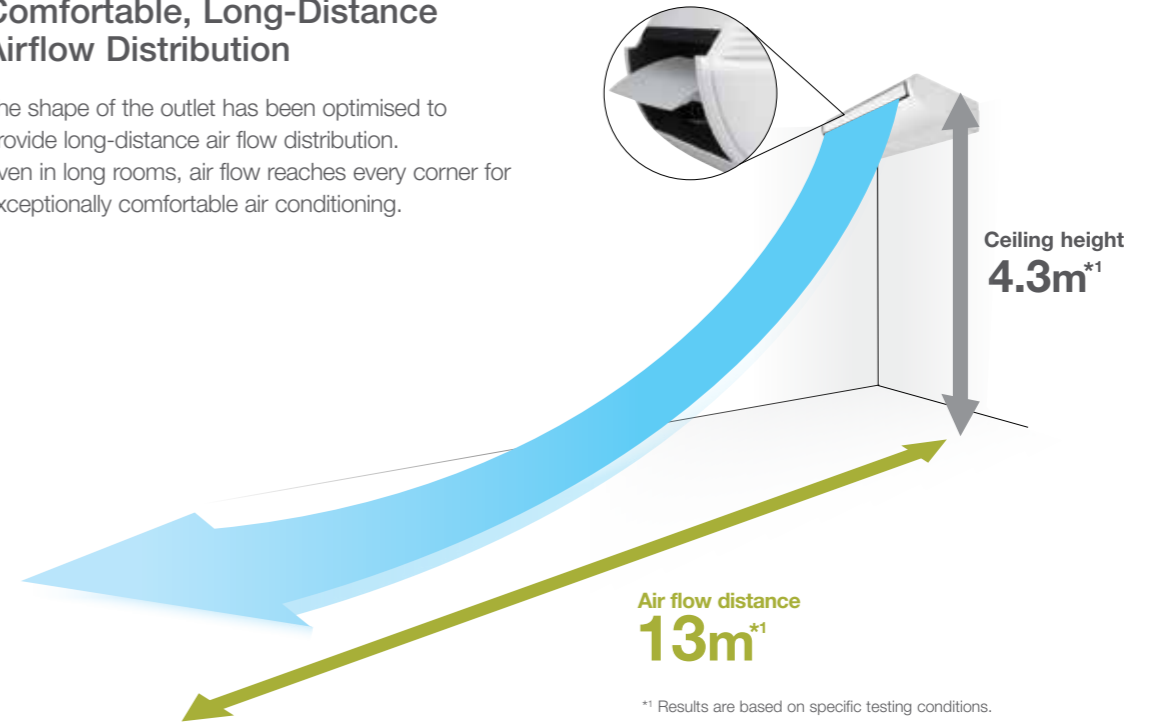 Comfortable, Long-Distance
Airflow Distribution
he shape of the outlet has been optimised to
rovide long-distance air flow distribution.
ven in long rooms, air flow reaches every corner for
xceptionally comfortable air conditioning.
Ceiling height
4.3m*1
Air flow distance
13m*1
*1 Results are based on specific testing conditions.